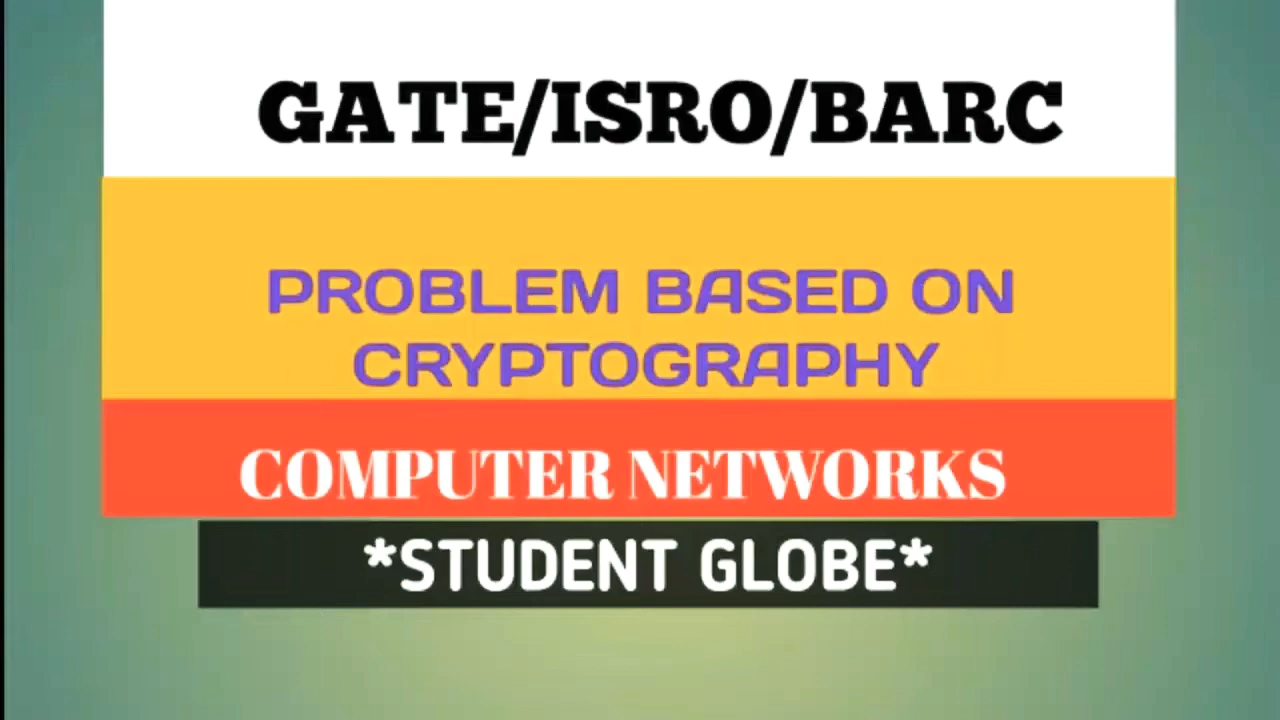 GATE/ISRO/BARC
PROBLEM BASED ON
CRYPTOGRAPHY
COMPUTER NETWORKS
*STUDENT GLOBE*